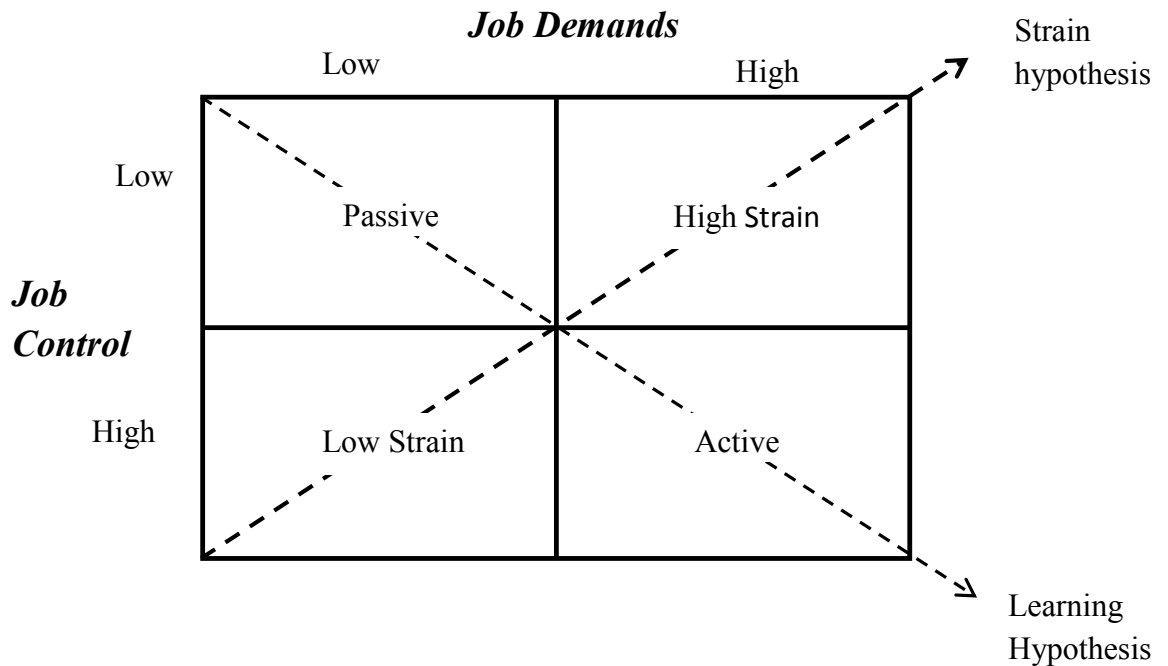 Job Demands
Strain
hypothesis
Low
High
Low
Passive
High Strain
Job
Control
High
Low Strain
Active
Learning
Hypothesis